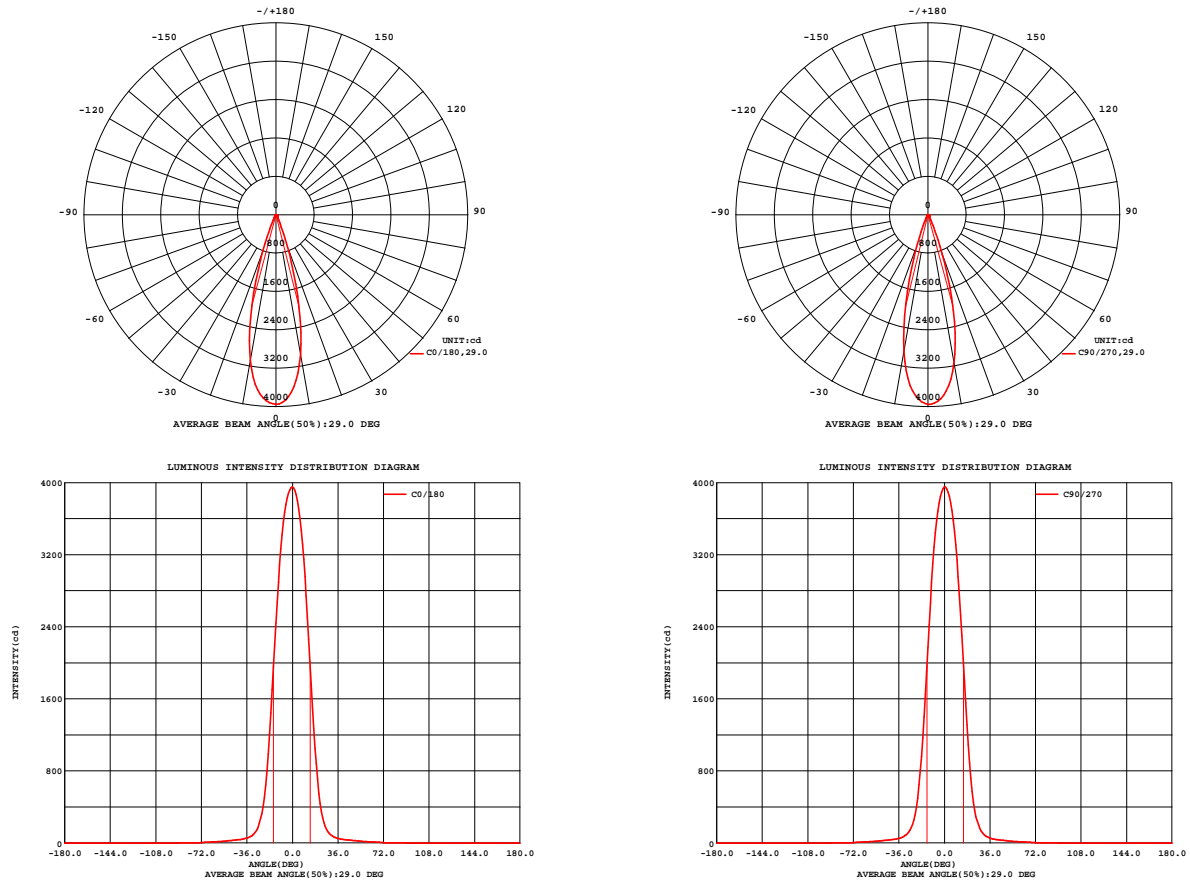 -/+180
-150 150
-120 120
-90 0 90
800
1600
-60 2400 60
UNIT:cd
3200 C0/180,29.0
-30 4000 30
0
AVERAGE BEAM ANGLE(50%):29.0 DEG
-/+180
-150 150
-120 120
-90 0 90
800
1600
-60 2400 60
UNIT:cd
3200 C90/270,29.0
-30 4000 30
0
AVERAGE BEAM ANGLE(50%):29.0 DEG
LUMINOUS INTENSITY DISTRIBUTION DIAGRAM
4000
C0/180
3200
2400
INTENSITY(cd)
1600
800
0
-180.0 -144.0 -108.0 -72.0 -36.0 0.0 36.0 72.0 108.0 144.0 180.0
ANGLE(DEG)
AVERAGE BEAM ANGLE(50%):29.0 DEG
LUMINOUS INTENSITY DISTRIBUTION DIAGRAM
4000
C90/270
3200
2400
INTENSITY(cd)
1600
800
0
-180.0 -144.0 -108.0 -72.0 -36.0 0.0 36.0 72.0 108.0 144.0 180.0
ANGLE(DEG)
AVERAGE BEAM ANGLE(50%):29.0 DEG